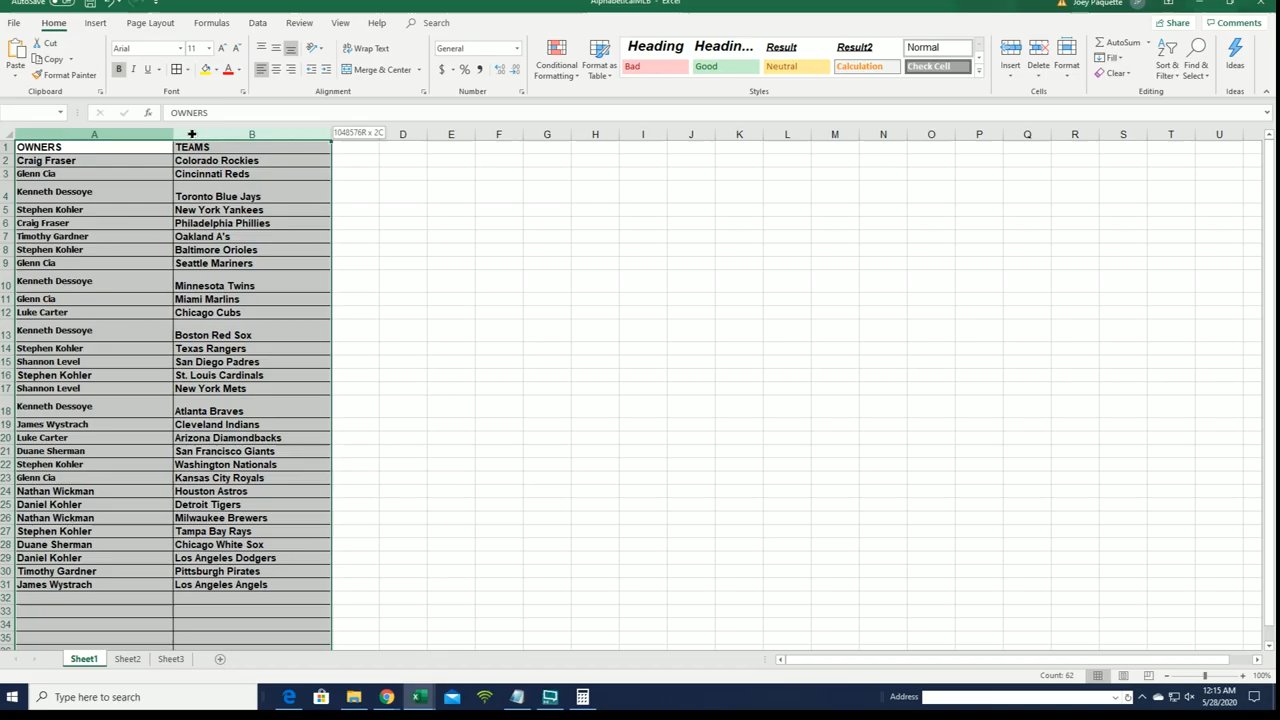 AutoSave
AlphabeticalMLB - Excel
Joey Paquette
JP
File Home Insert Page Layout Formulas Data Review View Help Search
Share Comments
Cut
Copy
Format Painter
Paste
Clipboard
Arial 11
Font
Wrap Text
Merge & Center
Alignment
General
Number
Conditional Formatting
Format as Table
Heading Headin... Result Result2 Normal
Bad Good Neutral Calculation Check Cell
Styles
Insert Delete Format
Cells
AutoSum
Fill
Clear
Sort & Filter
Find & Select
Editing
Ideas
Ideas
OWNERS
1048576R x 2C
A B D E F G H I J K L M N O P Q R S T U
1 OWNERS TEAMS
2 Craig Fraser Colorado Rockies
3 Glenn Cia Cincinnati Reds
4 Kenneth Dessoye Toronto Blue Jays
5 Stephen Kohler New York Yankees
6 Craig Fraser Philadelphia Phillies
7 Timothy Gardner Oakland A's
8 Stephen Kohler Baltimore Orioles
9 Glenn Cia Seattle Mariners
10 Kenneth Dessoye Minnesota Twins
11 Glenn Cia Miami Marlins
12 Luke Carter Chicago Cubs
13 Kenneth Dessoye Boston Red Sox
14 Stephen Kohler Texas Rangers
15 Shannon Level San Diego Padres
16 Stephen Kohler St. Louis Cardinals
17 Shannon Level New York Mets
18 Kenneth Dessoye Atlanta Braves
19 James Wystrach Cleveland Indians
20 Luke Carter Arizona Diamondbacks
21 Duane Sherman San Francisco Giants
22 Stephen Kohler Washington Nationals
23 Glenn Cia Kansas City Royals
24 Nathan Wickman Houston Astros
25 Daniel Kohler Detroit Tigers
26 Nathan Wickman Milwaukee Brewers
27 Stephen Kohler Tampa Bay Rays
28 Duane Sherman Chicago White Sox
29 Daniel Kohler Los Angeles Dodgers
30 Timothy Gardner Pittsburgh Pirates
31 James Wystrach Los Angeles Angels
32
33
34
35
Sheet1 Sheet2 Sheet3
Count: 62
100%
Type here to search
Address
12:15 AM
5/28/2020